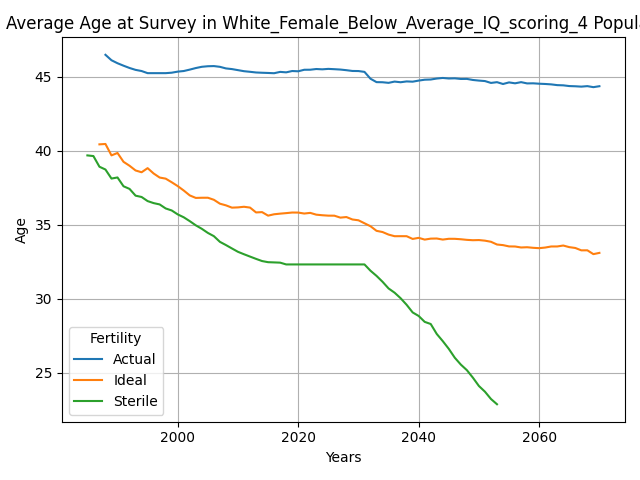 Average Age at Survey in White_Female_Below_Average_IQ_scoring_4 Popula
45
40
35
30
25
Age
Fertility
Actual
Ideal
Sterile
2000
2020
2040
2060
Years